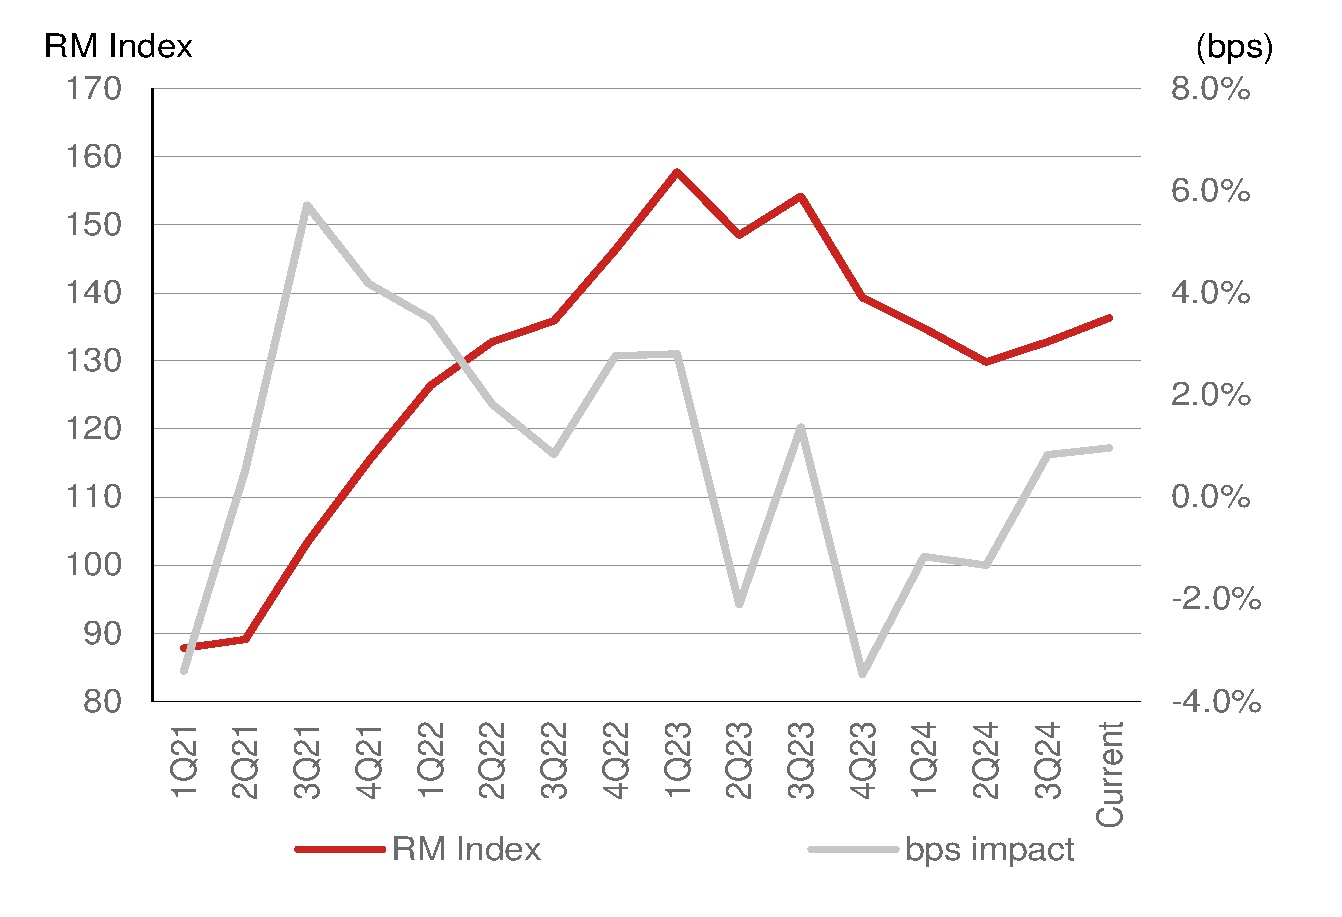 RM Index
(bps)
170
160
150
140
130
120
110
100
90
80
8.0%
6.0%
4.0%
2.0%
0.0%
-2.0%
-4.0%
1Q21
2Q21
3Q21
4Q21
1Q22
2Q22
3Q22
4Q22
1Q23
2Q23
3Q23
4Q23
1Q24
2Q24
3Q24
Current
RM Index
bps impact